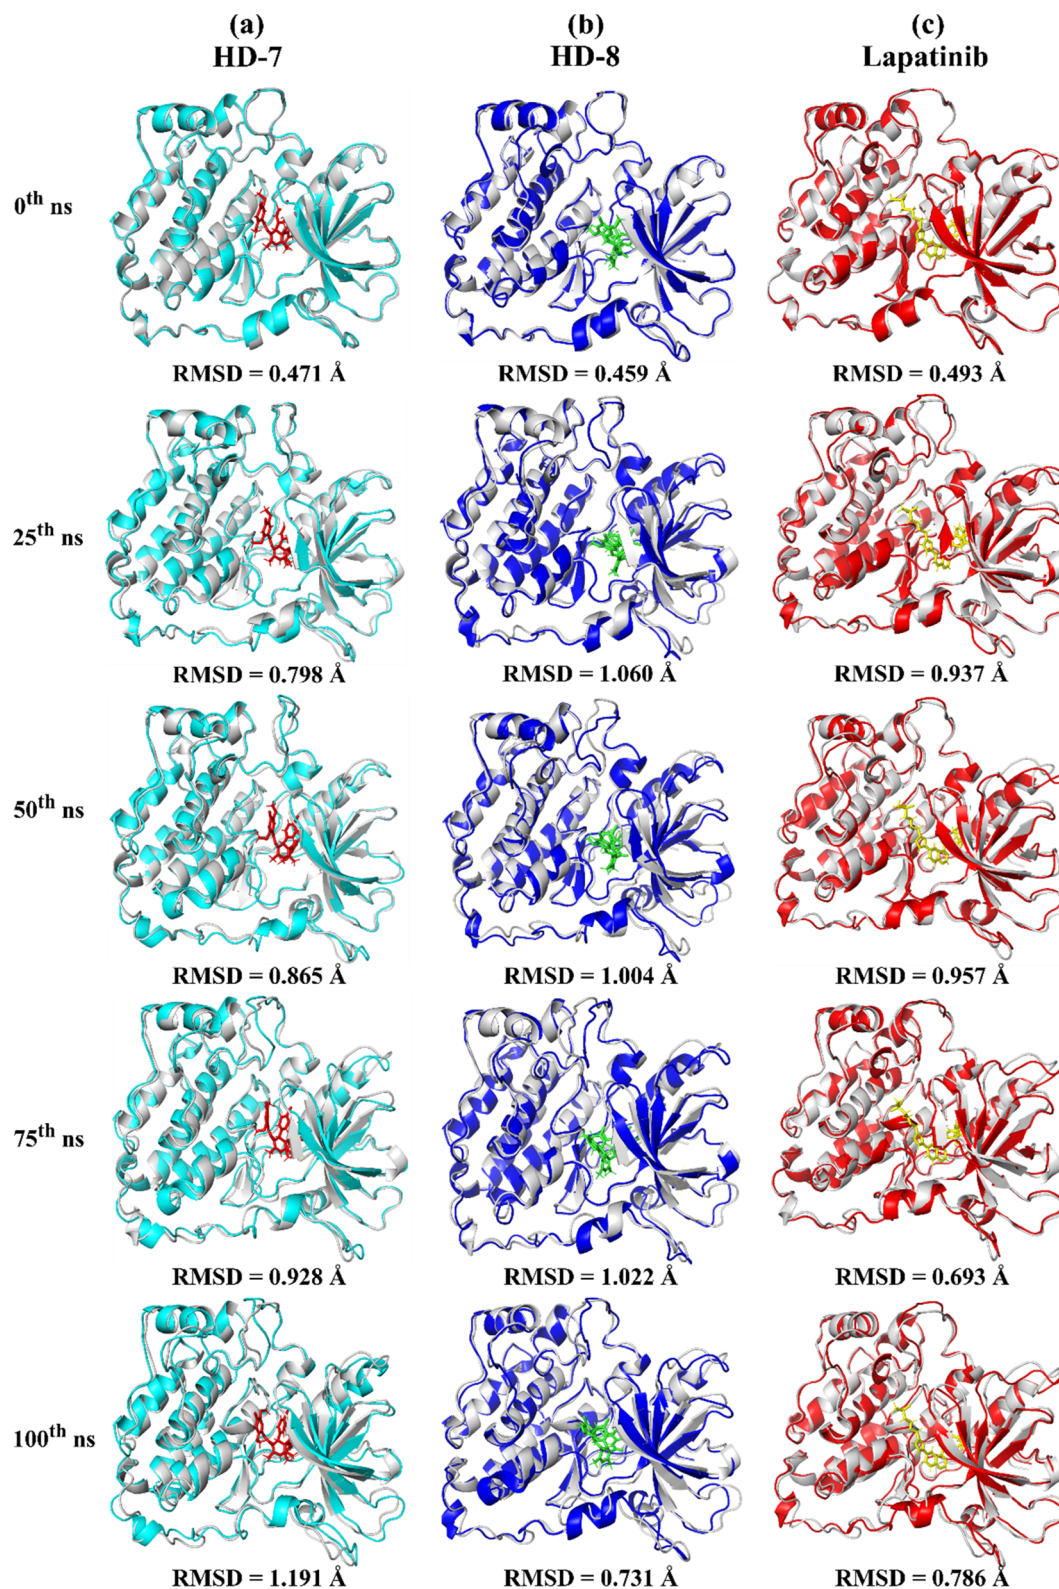 (a) (b) (c)
HD-7 HD-8 Lapatinib
0th ns
RMSD = 0.471 Å RMSD = 0.459 Å RMSD = 0.493 Å
25th ns
RMSD = 0.798 Å RMSD = 1.060 Å RMSD = 0.937 Å
50th ns
RMSD = 0.865 Å RMSD = 1.004 Å RMSD = 0.957 Å
75th ns
RMSD = 0.928 Å RMSD = 1.022 Å RMSD = 0.693 Å
100th ns
RMSD = 1.191 Å RMSD = 0.731 Å RMSD = 0.786 Å